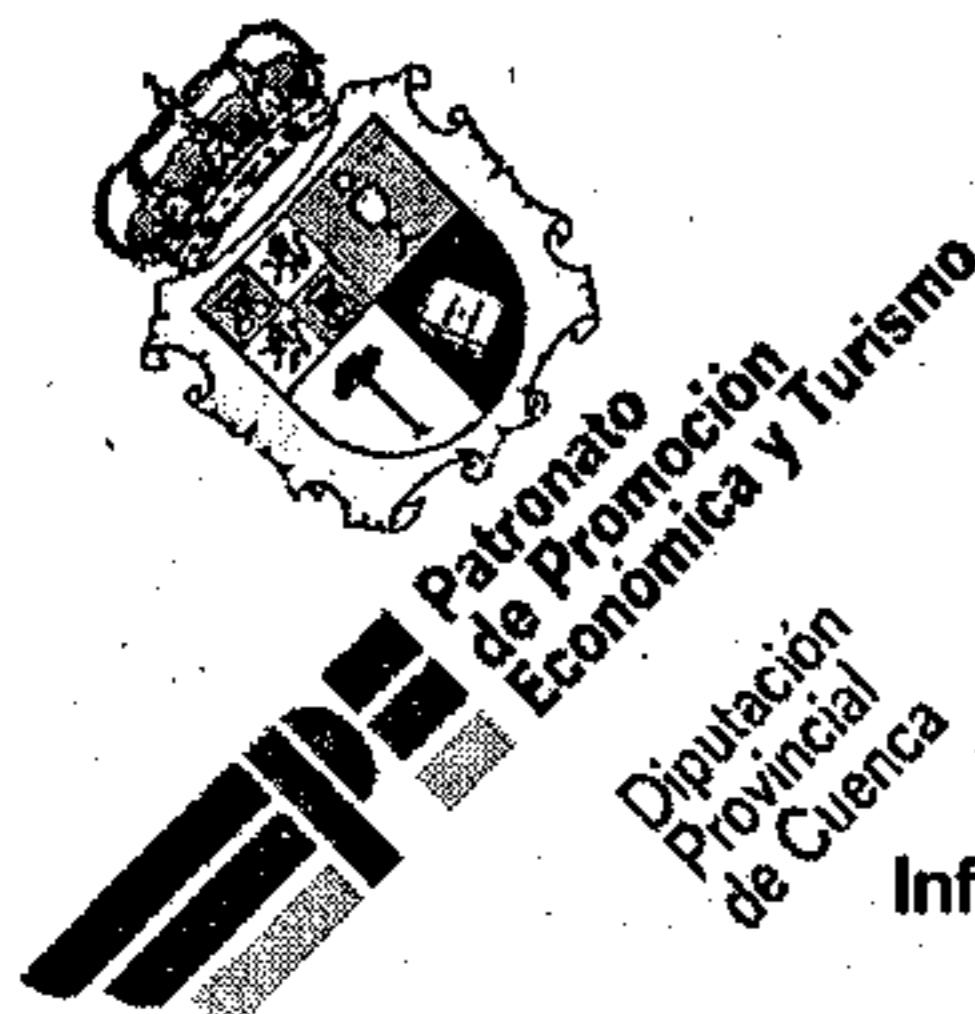 Patronato
de Promoción
Económica y Turismo
Diputación
Provincial
de Cuenca
Inf